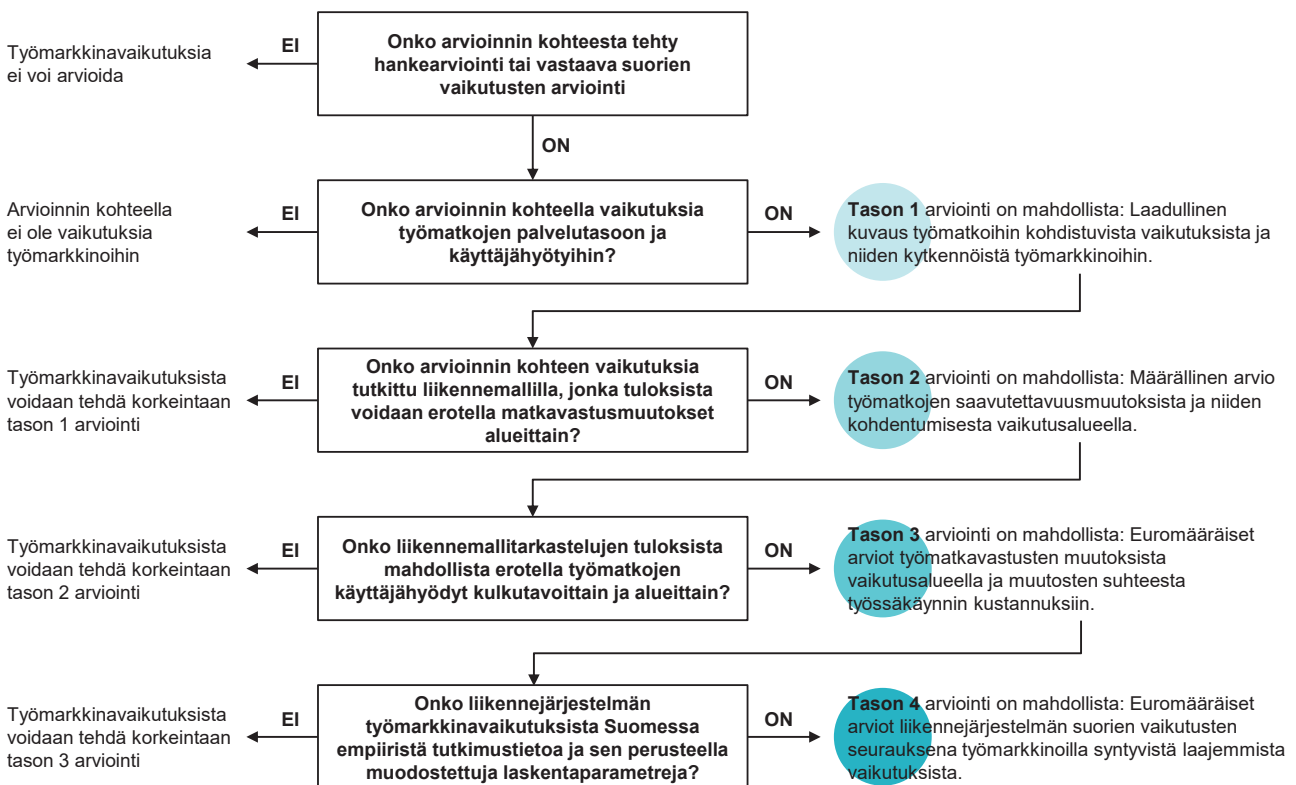 Työmarkkinavaikutuksia
ei voi arvioida
EI
Onko arvioinnin kohteesta tehty
hankearviointi tai vastaava suorien
vaikutusten arviointi
ON
Arvioinnin kohteella
ei ole vaikutuksia
työmarkkinoihin
EI
Onko arvioinnin kohteella vaikutuksia
työmatkojen palvelutasoon ja
käyttäjähyötyihin?
ON
Tason 1 arviointi on mahdollista: Laadullinen
kuvaus työmatkoihin kohdistuvista vaikutuksista ja
niiden kytkennöistä työmarkkinoihin.
Työmarkkinavaikutuksista
voidaan tehdä korkeintaan
tason 1 arviointi
EI
Onko arvioinnin kohteen vaikutuksia
tutkittu liikennemallilla, jonka tuloksista
voidaan erotella matkavastusmuutokset
alueittain?
ON
Tason 2 arviointi on mahdollista: Määrällinen arvio
työmatkojen saavutettavuusmuutoksista ja niiden
kohdentumisesta vaikutusalueella.
Työmarkkinavaikutuksista
voidaan tehdä korkeintaan
tason 2 arviointi
EI
Onko liikennemallitarkastelujen tuloksista
mahdollista erotella työmatkojen
käyttäjähyödyt kulkutavoittain ja alueittain?
ON
Tason 3 arviointi on mahdollista: Euromääräiset
arviot työmatkavastusten muutoksista
vaikutusalueella ja muutosten suhteesta
työssäkäynnin kustannuksiin.
Työmarkkinavaikutuksista
voidaan tehdä korkeintaan
tason 3 arviointi
EI
Onko liikennejärjestelmän
työmarkkinavaikutuksista Suomessa
empiiristä tutkimustietoa ja sen perusteella
muodostettuja laskentaparametreja?
ON
Tason 4 arviointi on mahdollista: Euromääräiset
arviot liikennejärjestelmän suorien vaikutusten
seurauksena työmarkkinoilla syntyvistä laajemmista
vaikutuksista.